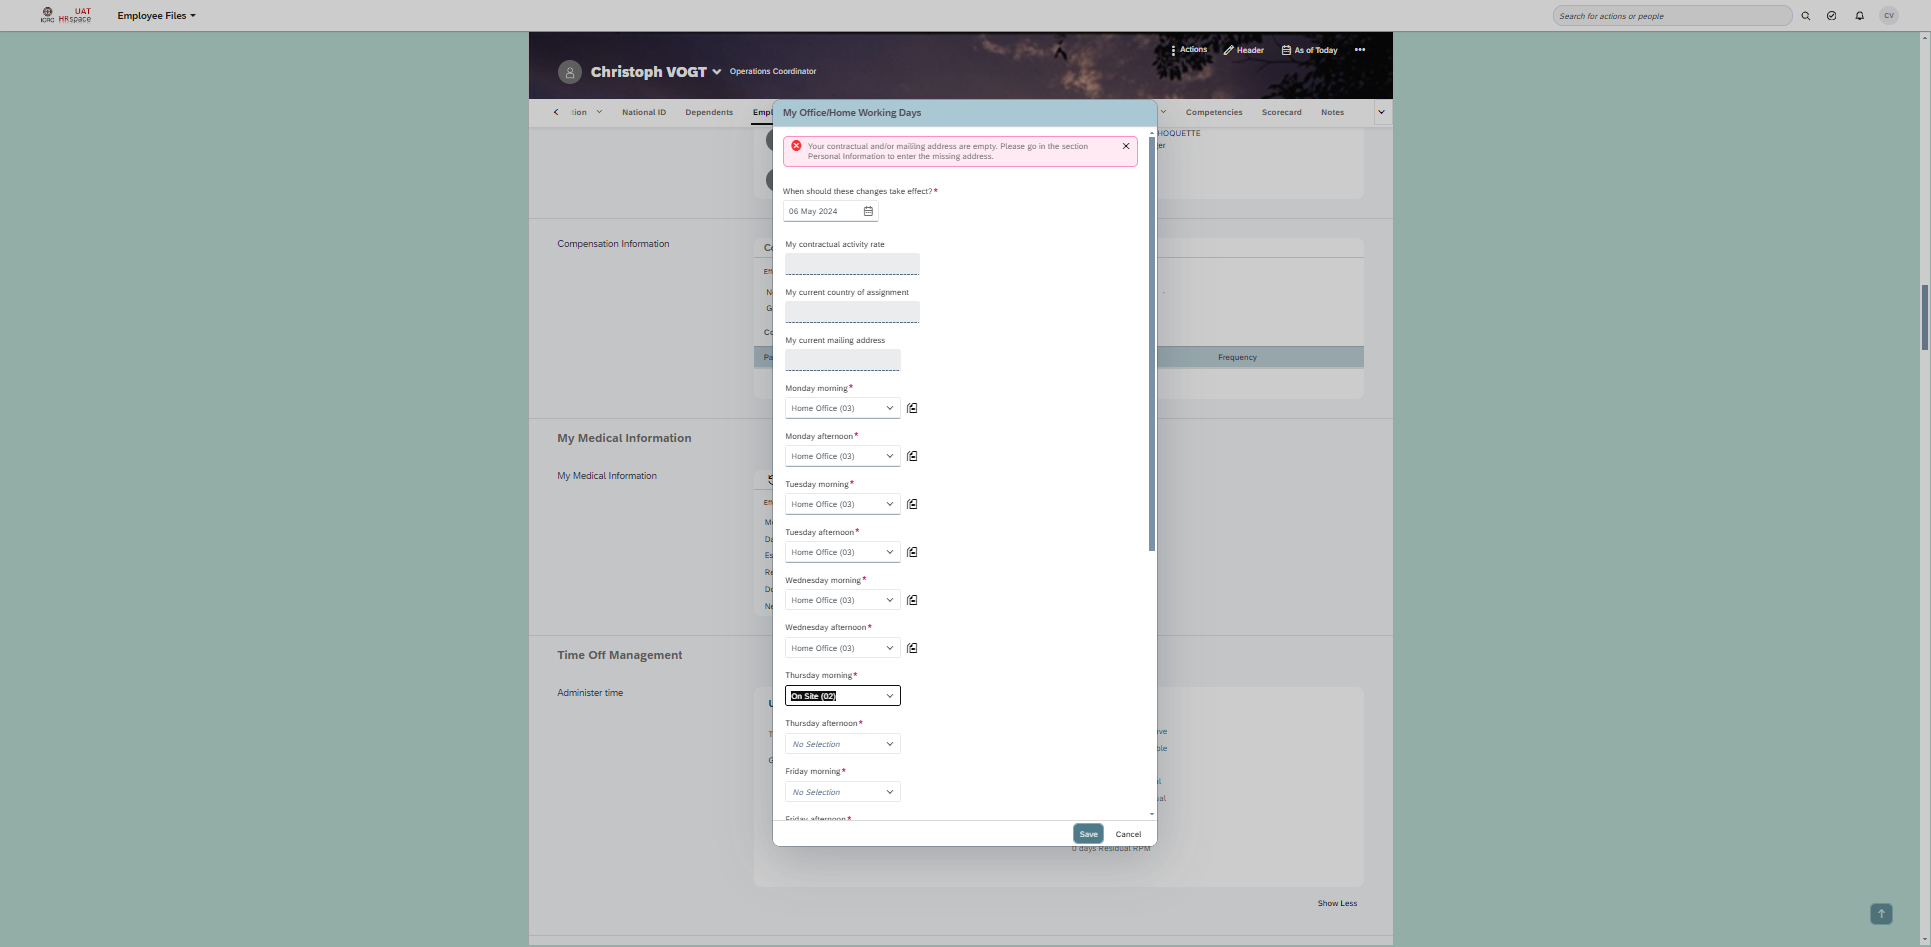 ICRC
UAT
HRspace
Employee Files
Search for actions or people
CV
Actions
Header
As of Today
Christoph VOGT
Operations Coordinator
National ID
Dependents
Empl
Competencies
Scorecard
Notes
My Office/Home Working Days
HOQUETTE
Your contractual and/or maililng address are empty. Please go in the section
Personal Information to enter the missing address.
When should these changes take effect?*
06 May 2024
Compensation Information
My contractual activity rate
My current country of assignment
My current mailing address
Frequency
Monday morning*
Home Office (03)
My Medical Information
Monday afternoon*
Home Office (03)
My Medical Information
Tuesday morning*
Home Office (03)
Tuesday afternoon*
Home Office (03)
Wednesday morning*
Home Office (03)
Wednesday afternoon*
Home Office (03)
Time Off Management
Thursday morning*
Administer time
On Site (02)
Thursday afternoon*
No Selection
Friday morning*
No Selection
Friday afternoon*
Save
Cancel
0 days Residual RPM
Show Less